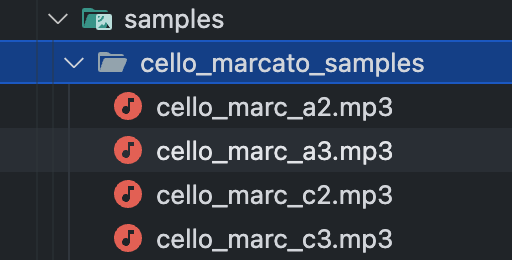 samples
cello_marcato_samples
cello_marc_a2.mp3
cello_marc_a3.mp3
cello_marc_c2.mp3
cello_marc_c3.mp3